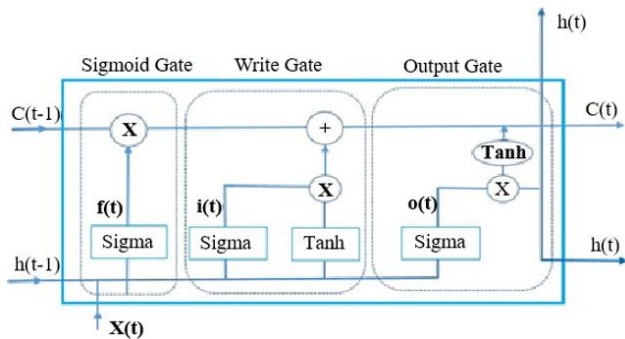 h(t)
Sigmoid Gate Write Gate Output Gate
C(t-1) X + C(t)
Tanh
X X
f(t) i(t) o(t)
Sigma Sigma Tanh Sigma
h(t-1) h(t)
X(t)